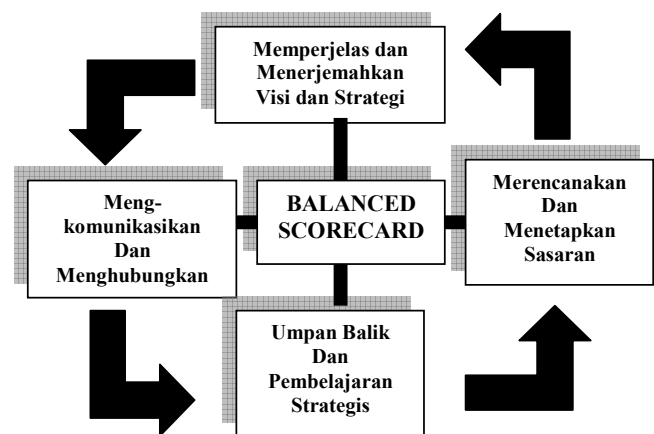 Memperjelas dan
Menerjemahkan
Visi dan Strategi
Meng-
komunikasikan
Dan
Menghubungkan
BALANCED
SCORECARD
Merencanakan
Dan
Menetapkan
Sasaran
Umpan Balik
Dan
Pembelajaran
Strategis